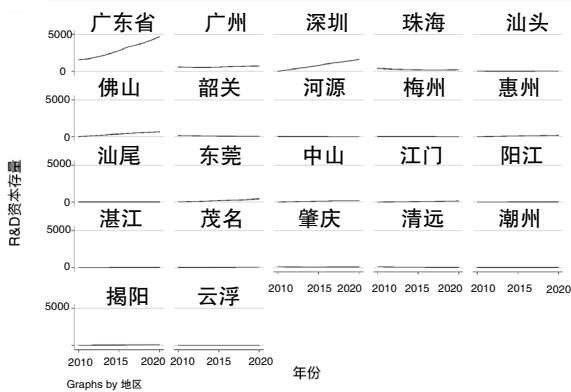 广东省 广州 深圳 珠海 汕头
5000
0
佛山 韶关 河源 梅州 惠州
5000
0
汕尾 东莞 中山 江门 阳江
5000
0
湛江 茂名 肇庆 清远 潮州
5000
0
2010 2015 2020 2010 2015 2020 2010 2015 2020
揭阳 云浮
5000
0
2010 2015 2020 2010 2015 2020
R&D资本存量
年份
Graphs by 地区